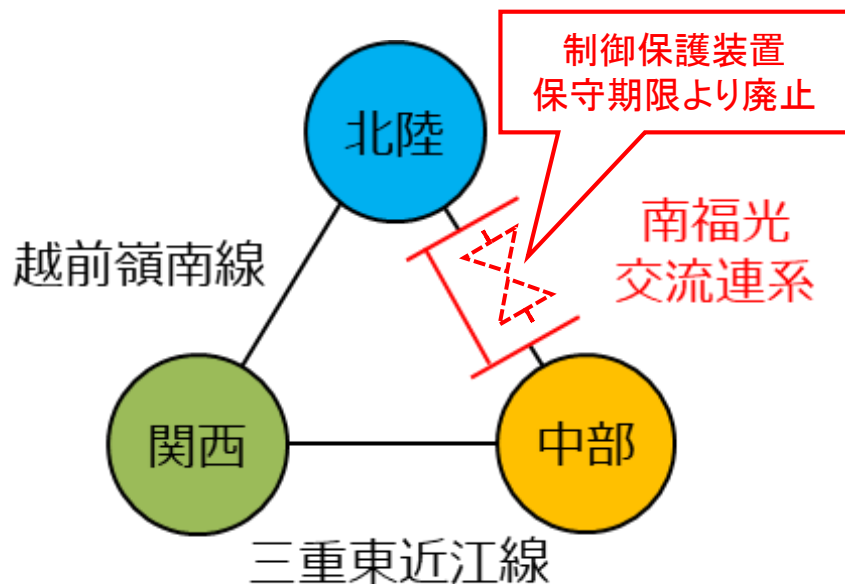 制御保護装置
保守期限より廃止
北陸
南福光
交流連系
越前嶺南線
関西
中部
三重東近江線